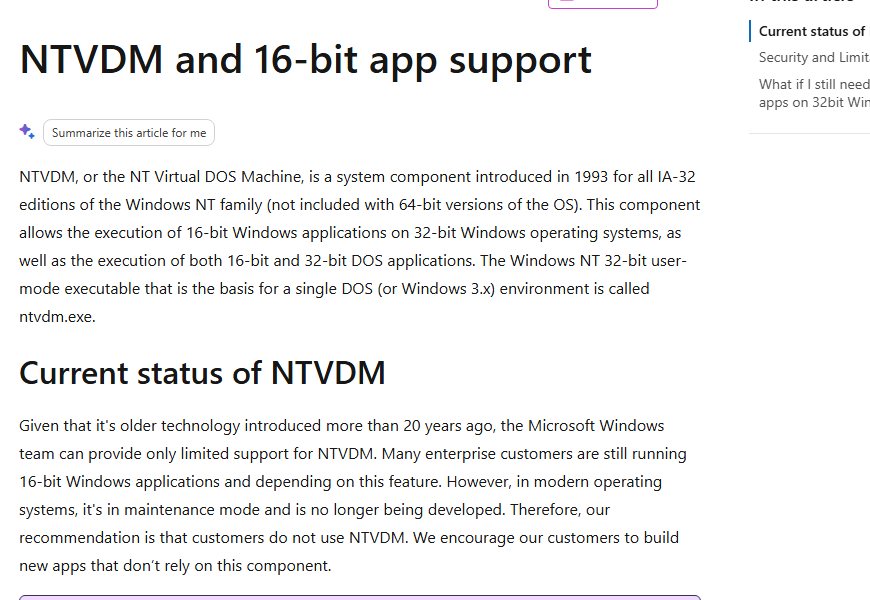 NTVDM and 16-bit app support
Summarize this article for me
NTVDM, or the NT Virtual DOS Machine, is a system component introduced in 1993 for all IA-32
editions of the Windows NT family (not included with 64-bit versions of the OS). This component
allows the execution of 16-bit Windows applications on 32-bit Windows operating systems, as
well as the execution of both 16-bit and 32-bit DOS applications. The Windows NT 32-bit user-
mode executable that is the basis for a single DOS (or Windows 3.x) environment is called
ntvdm.exe.
Current status of NTVDM
Given that it's older technology introduced more than 20 years ago, the Microsoft Windows
team can provide only limited support for NTVDM. Many enterprise customers are still running
16-bit Windows applications and depending on this feature. However, in modern operating
systems, it's in maintenance mode and is no longer being developed. Therefore, our
recommendation is that customers do not use NTVDM. We encourage our customers to build
new apps that don’t rely on this component.
Current status of
Security and Limit
What if I still need
apps on 32bit Win